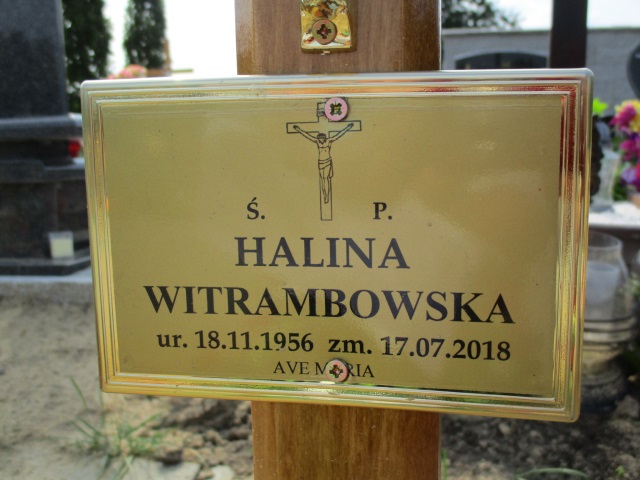 Ś. P.
HALINA
WITRAMBOWSKA
ur. 18.11.1956 zm. 17.07.2018
AVE MARIA